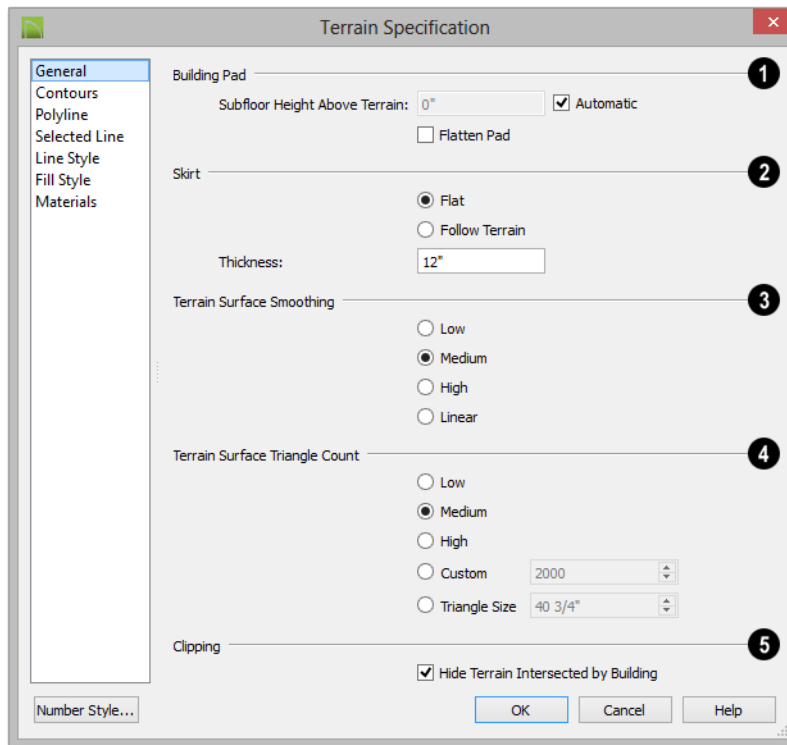 Terrain Specification
General
Contours
Polyline
Selected Line
Line Style
Fill Style
Materials
Building Pad
1
Subfloor Height Above Terrain: 0" Automatic
Flatten Pad
Skirt
2
Flat
Follow Terrain
Thickness: 12"
Terrain Surface Smoothing
3
Low
Medium
High
Linear
Terrain Surface Triangle Count
4
Low
Medium
High
Custom 2000
Triangle Size 40 3/4"
Clipping
5
Hide Terrain Intersected by Building
Number Style... OK Cancel Help